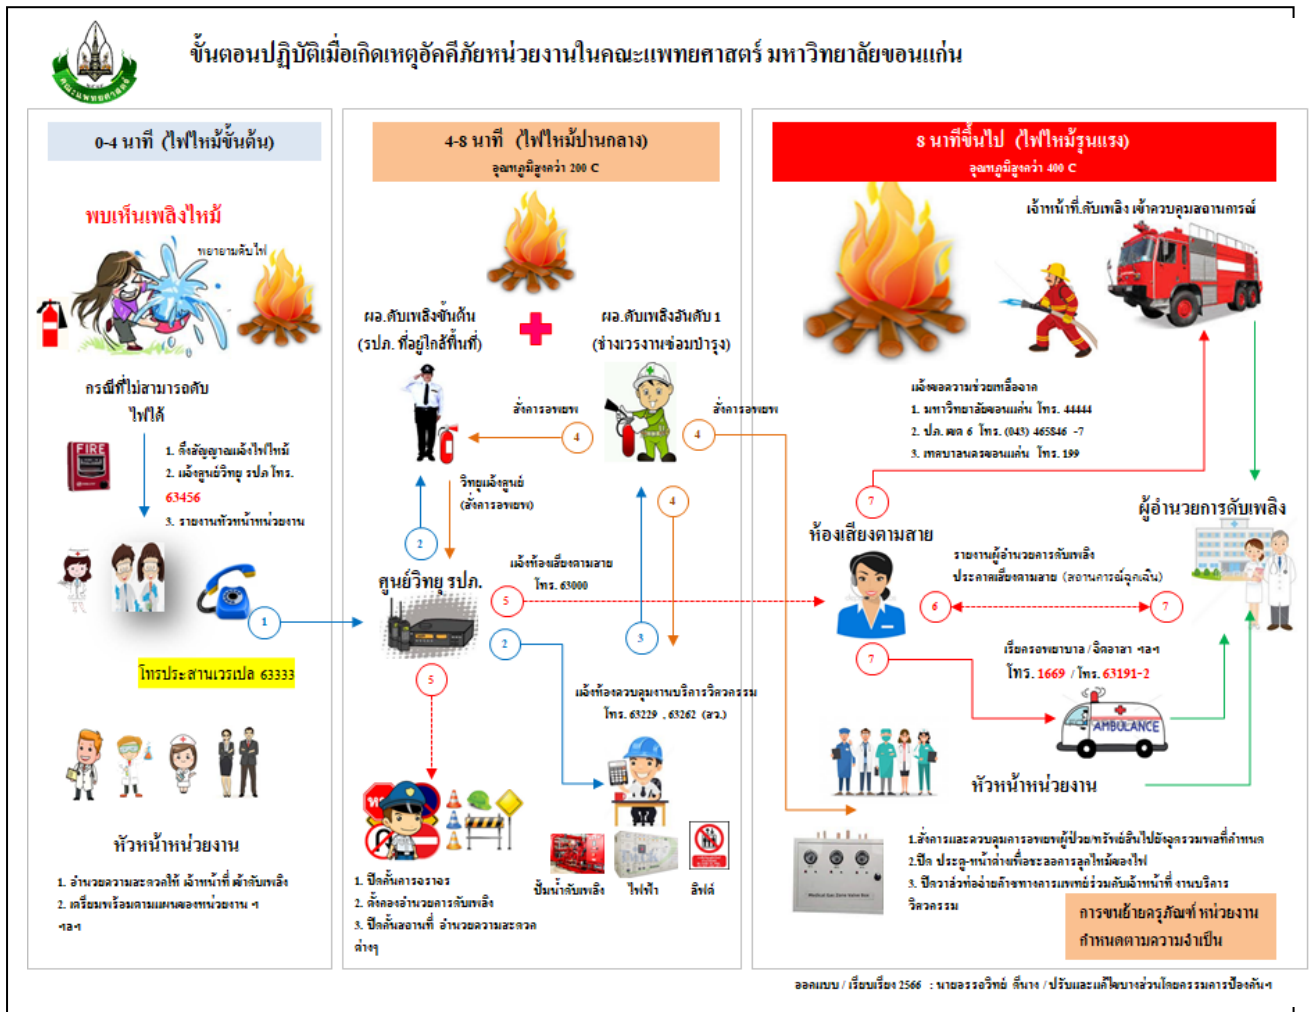 ขั้นตอนปฏิบัติเมื่อเกิดเหตุอัคคีภัยหน่วยงานในคณะแพทยศาสตร์ มหาวิทยาลัยขอนแก่น
คณะแพทยศาสตร์
0-4 นาที (ไฟไหม้ขั้นต้น)
พบเห็นเพลิงไหม้
พยายามดับไฟ
กรณีที่ไม่สามารถดับ
ไฟได้
FIRE
1. ดึงสัญญาณแจ้งไฟไหม้
2. แจ้งศูนย์วิทยุ รปภ โทร.
63456
3. รายงานหัวหน้าหน่วยงาน
1
โทรประสานเวรเปล 63333
หัวหน้าหน่วยงาน
1. อำนวยความสะดวกให้ เจ้าหน้าที่ เข้าดับเพลิง
2. เตรียมพร้อมตามแผนของหน่วยงาน ฯ
ฯลฯ
4-8 นาที (ไฟไหม้ปานกลาง)
อุณหภูมิสูงกว่า 200 C
ผอ.ดับเพลิงขั้นต้น
(รปภ. ที่อยู่ใกล้พื้นที่)
ผอ.ดับเพลิงอันดับ 1
(ช่างเวรงานซ่อมบำรุง)
สั่งการอพยพ
4
สั่งการอพยพ
4
วิทยุแจ้งศูนย์
(สั่งการอพยพ)
4
2
ศูนย์วิทยุ รปภ.
แจ้งห้องเสียงตามสาย
โทร. 63000
5
2
3
5
แจ้งห้องควบคุมงานบริการวิศวกรรม
โทร. 63229 , 63262 (สว.)
ปั๊มน้ำดับเพลิง
ไฟฟ้า
ลิฟต์
1. ปิดกั้นการจราจร
2. ตั้งกองอำนวยการดับเพลิง
3. ปิดกั้นสถานที่ อำนวยความสะดวก
ต่างๆ
8 นาทีขึ้นไป (ไฟไหม้รุนแรง)
อุณหภูมิสูงกว่า 400 C
เจ้าหน้าที่ดับเพลิง เข้าควบคุมสถานการณ์
แจ้งขอความช่วยเหลือจาก
1. มหาวิทยาลัยขอนแก่น โทร. 44444
2. ปภ. เขต 6 โทร. (043) 465846 -7
3. เทศบาลนครขอนแก่น โทร. 199
7
ผู้อำนวยการดับเพลิง
ห้องเสียงตามสาย
รายงานผู้อำนวยการดับเพลิง
ประกาศเสียงตามสาย (สถานการณ์ฉุกเฉิน)
6
7
7
เรียกรถพยาบาล / จิตอาสา ฯลฯ
โทร. 1669 / โทร. 63191-2
AMBULANCE
หัวหน้าหน่วยงาน
Medical Gas Zone Valve Box
1.สั่งการและควบคุมการอพยพผู้ป่วย/ทรัพย์สินไปยังจุดรวมพลที่กำหนด
2.ปิด ประตู-หน้าต่างเพื่อชะลอการลุกไหม้ของไฟ
3. ปิดวาล์วท่อจ่ายก๊าซทางการแพทย์ร่วมกับเจ้าหน้าที่ งานบริการ
วิศวกรรม
การขนย้ายครุภัณฑ์ หน่วยงาน
กำหนดตามความจำเป็น